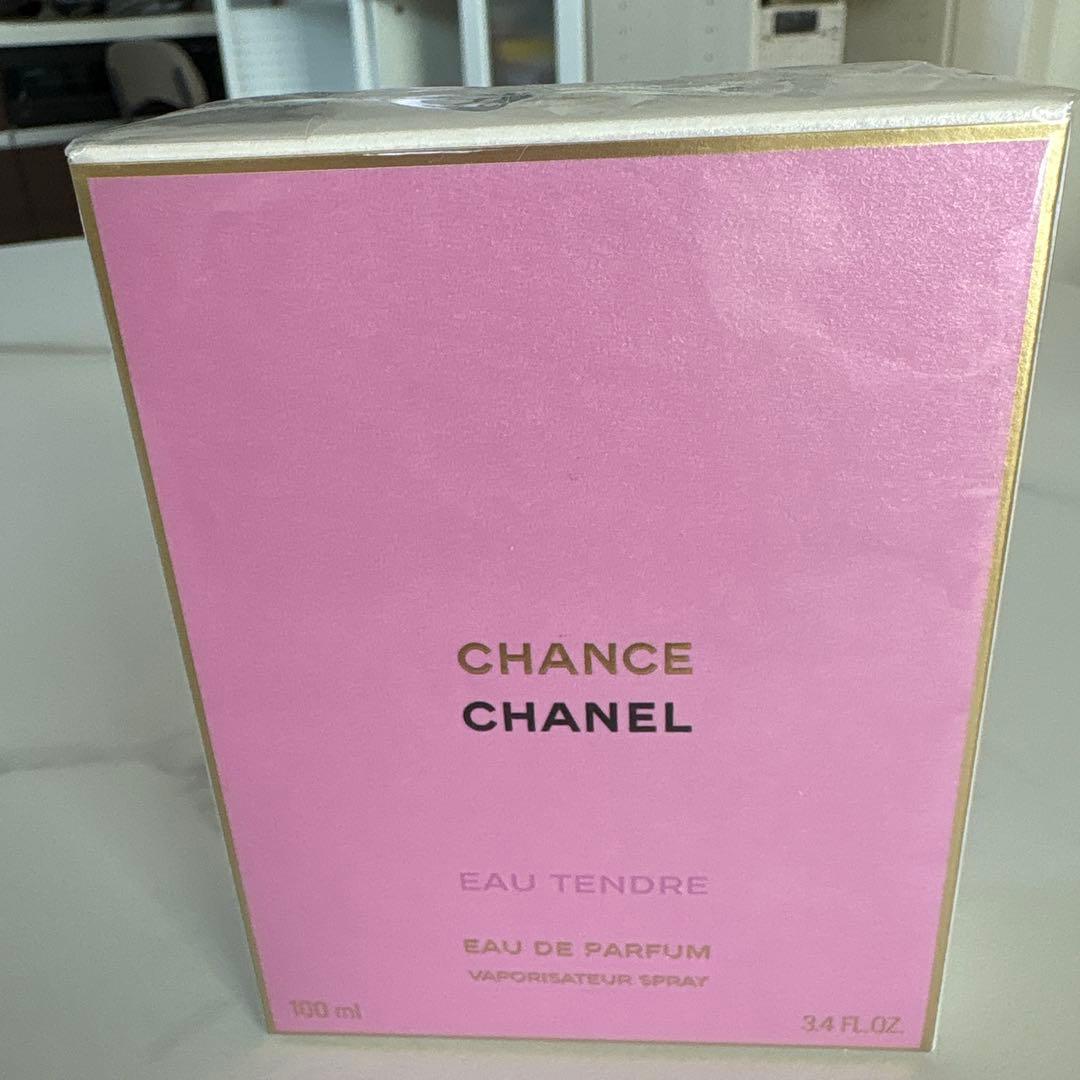 CHANCE
CHANEL
EAU TENDRE
EAU DE PARFUM
VAPORISATEUR SPRAY
100 ml
3.4 FL.OZ.